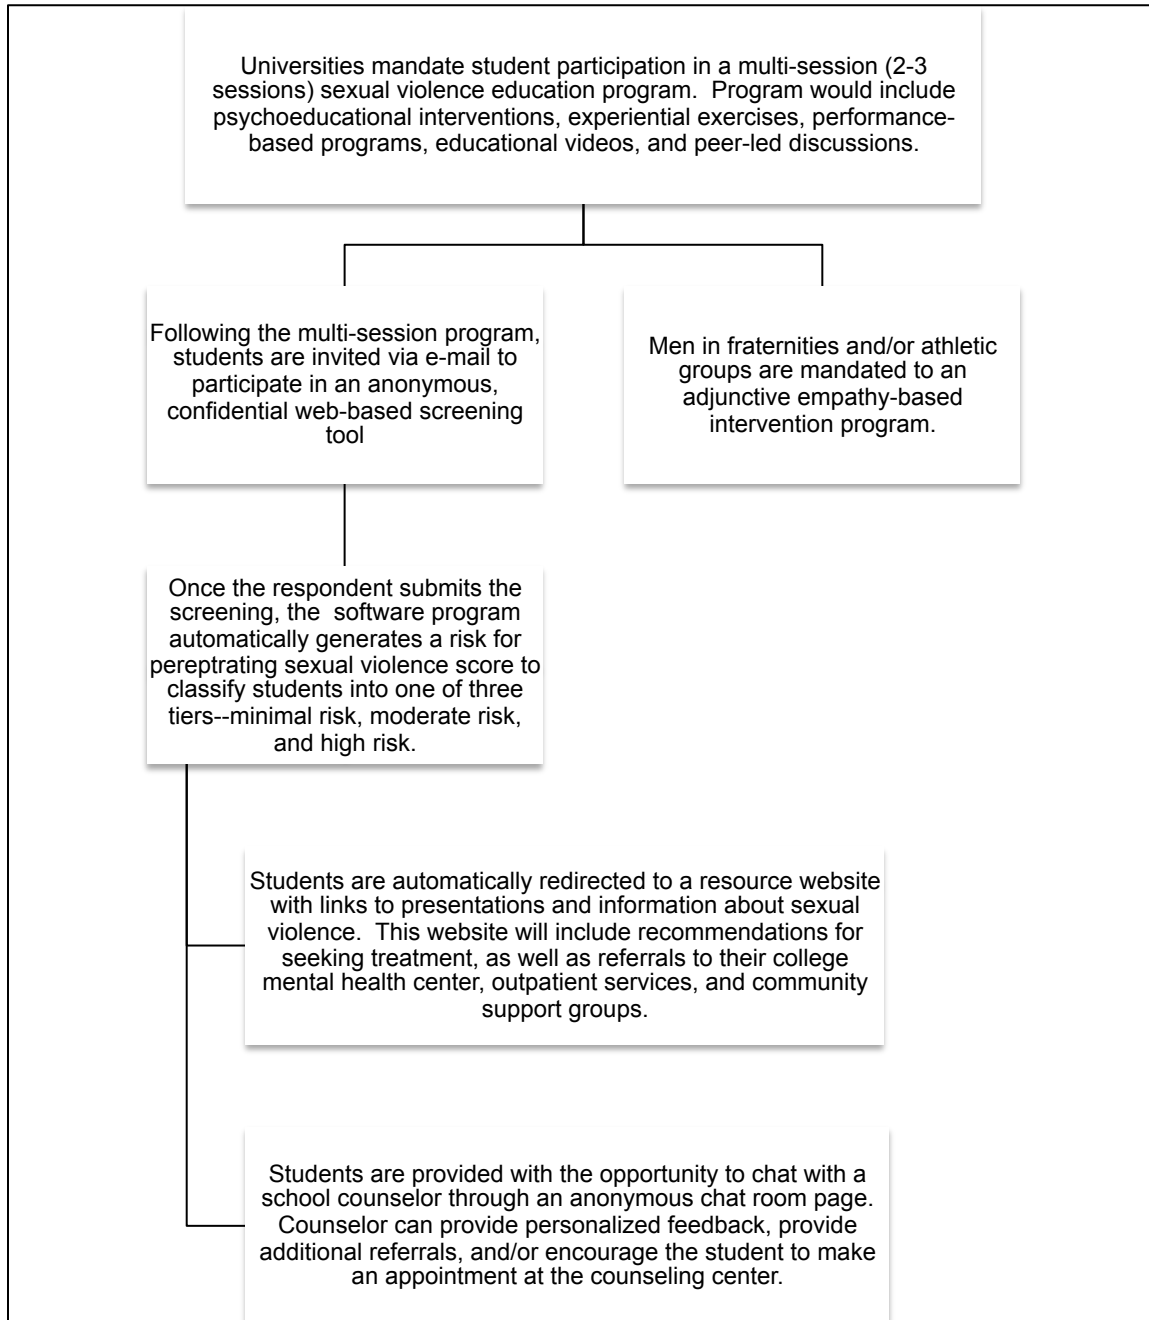 Universities mandate student participation in a multi-session (2-3
sessions) sexual violence education program.  Program would include
psychoeducational interventions, experiential exercises, performance-
based programs, educational videos, and peer-led discussions.
Following the multi-session program,
students are invited via e-mail to
participate in an anonymous,
confidential web-based screening
tool
Men in fraternities and/or athletic
groups are mandated to an
adjunctive empathy-based
intervention program.
Once the respondent submits the
screening, the  software program
automatically generates a risk for
pereptrating sexual violence score to
classify students into one of three
tiers--minimal risk, moderate risk,
and high risk.
Students are automatically redirected to a resource website
with links to presentations and information about sexual
violence.  This website will include recommendations for
seeking treatment, as well as referrals to their college
mental health center, outpatient services, and community
support groups.
Students are provided with the opportunity to chat with a
school counselor through an anonymous chat room page.
Counselor can provide personalized feedback, provide
additional referrals, and/or encourage the student to make
an appointment at the counseling center.